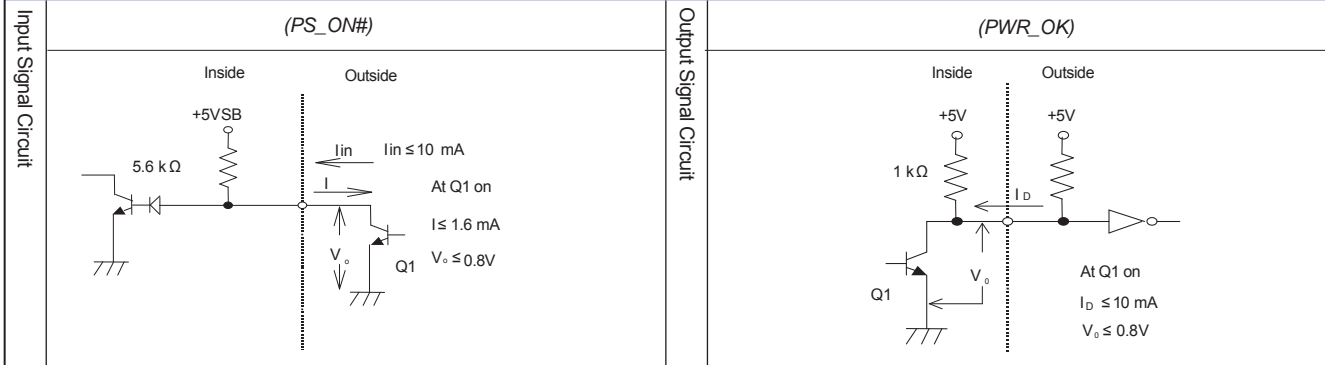 Input Signal Circuit
(PS_ON#)
Inside
Outside
+5VSB
5.6 kΩ
Iin
Iin ≤ 10 mA
I
At Q1 on
I ≤ 1.6 mA
Vo
Q1
Vo ≤ 0.8V
Output Signal Circuit
(PWR_OK)
Inside
Outside
+5V
+5V
1 kΩ
ID
Q1
V0
At Q1 on
ID ≤ 10 mA
V0 ≤ 0.8V